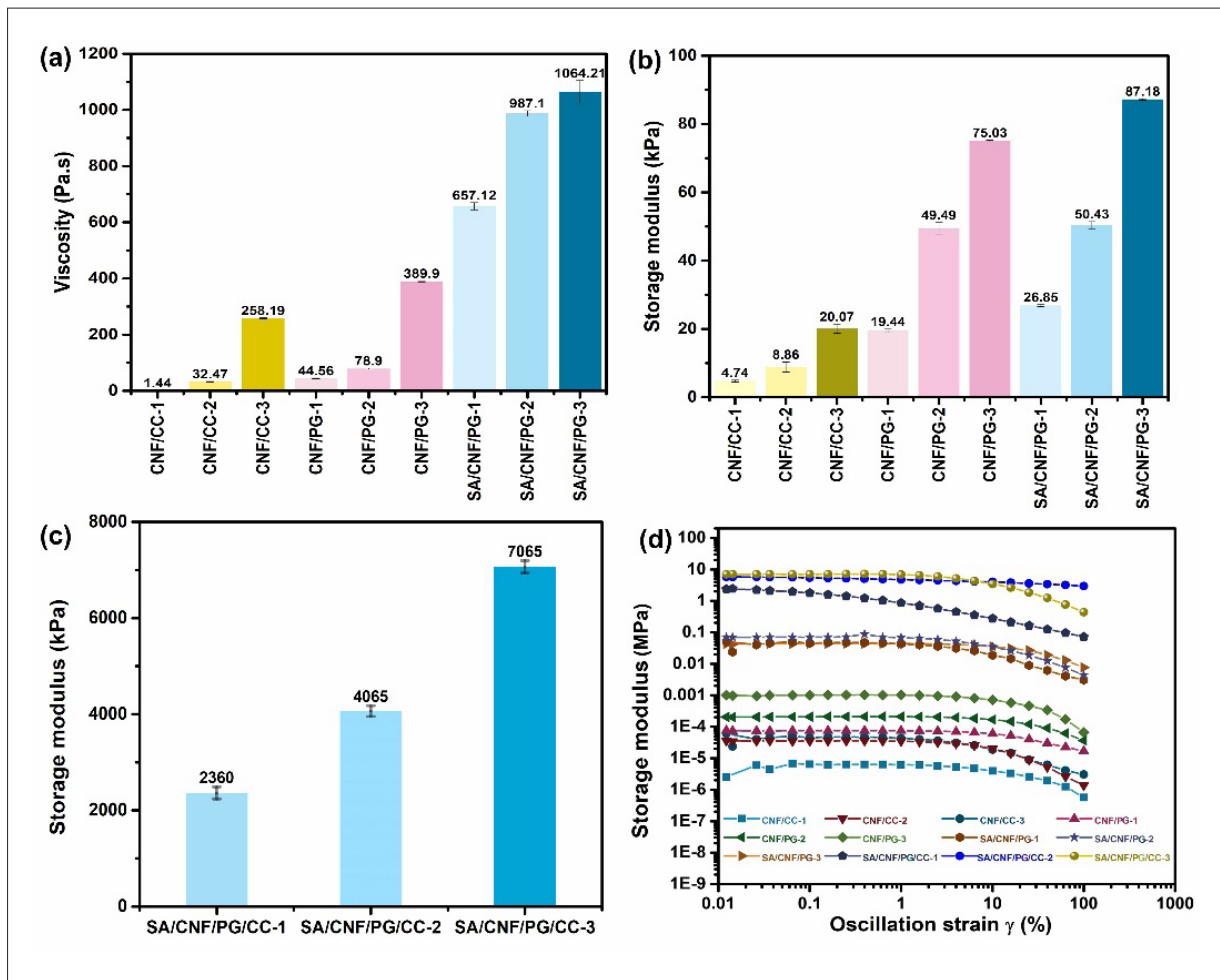 (a)
Viscosity (Pa.s)
1200
1000
800
600
400
200
0
1.44
32.47
258.19
44.56
78.9
389.9
657.12
987.1
1064.21
CNF/CC-1
CNF/CC-2
CNF/CC-3
CNF/PG-1
CNF/PG-2
CNF/PG-3
SA/CNF/PG-1
SA/CNF/PG-2
SA/CNF/PG-3
(b)
Storage modulus (kPa)
100
80
60
40
20
0
4.74
8.86
20.07
19.44
49.49
75.03
26.85
50.43
87.18
CNF/CC-1
CNF/CC-2
CNF/CC-3
CNF/PG-1
CNF/PG-2
CNF/PG-3
SA/CNF/PG-1
SA/CNF/PG-2
SA/CNF/PG-3
(c)
Storage modulus (kPa)
8000
6000
4000
2000
0
2360
4065
7065
SA/CNF/PG/CC-1 SA/CNF/PG/CC-2 SA/CNF/PG/CC-3
(d)
Storage modulus (MPa)
100
10
1
0.1
0.01
0.001
1E-4
1E-5
1E-6
1E-7
1E-8
1E-9
CNF/CC-1 CNF/CC-2 CNF/CC-3 CNF/PG-1
CNF/PG-2 CNF/PG-3 SA/CNF/PG-1 SA/CNF/PG-2
SA/CNF/PG-3 SA/CNF/PG/CC-1 SA/CNF/PG/CC-2 SA/CNF/PG/CC-3
0.01 0.1 1 10 100 1000
Oscillation strain γ (%)